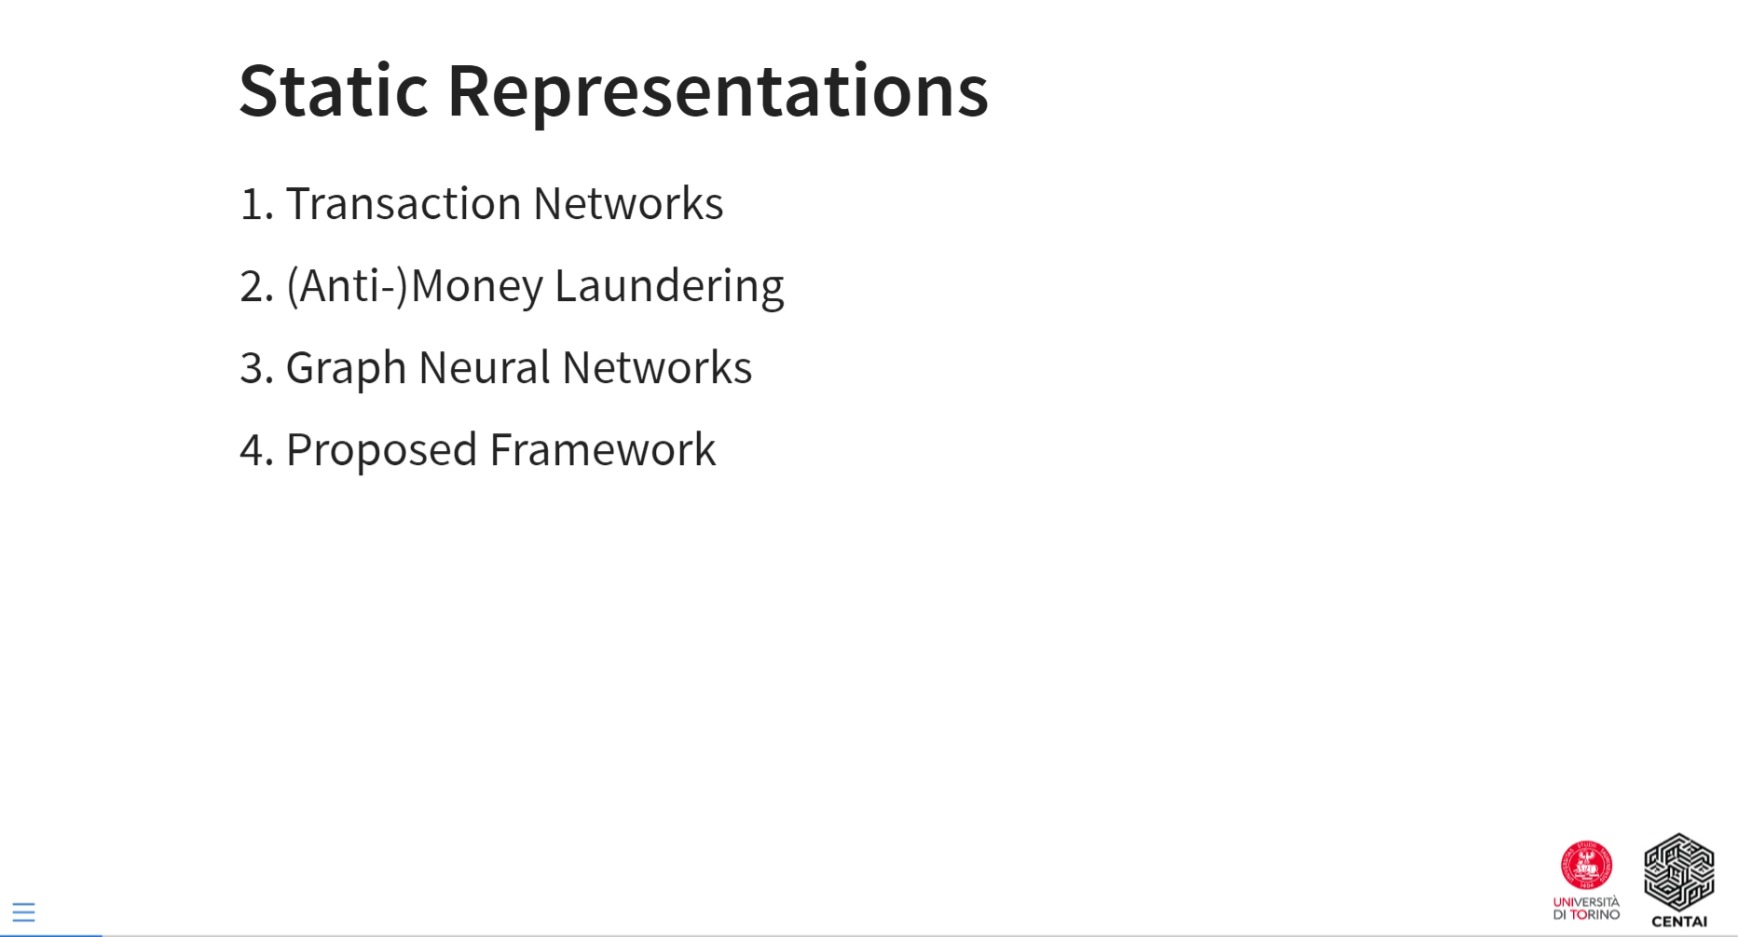 Static Representations
1. Transaction Networks
2. (Anti-)Money Laundering
3. Graph Neural Networks
4. Proposed Framework
UNIVERSITÀ
DI TORINO
CENTAI